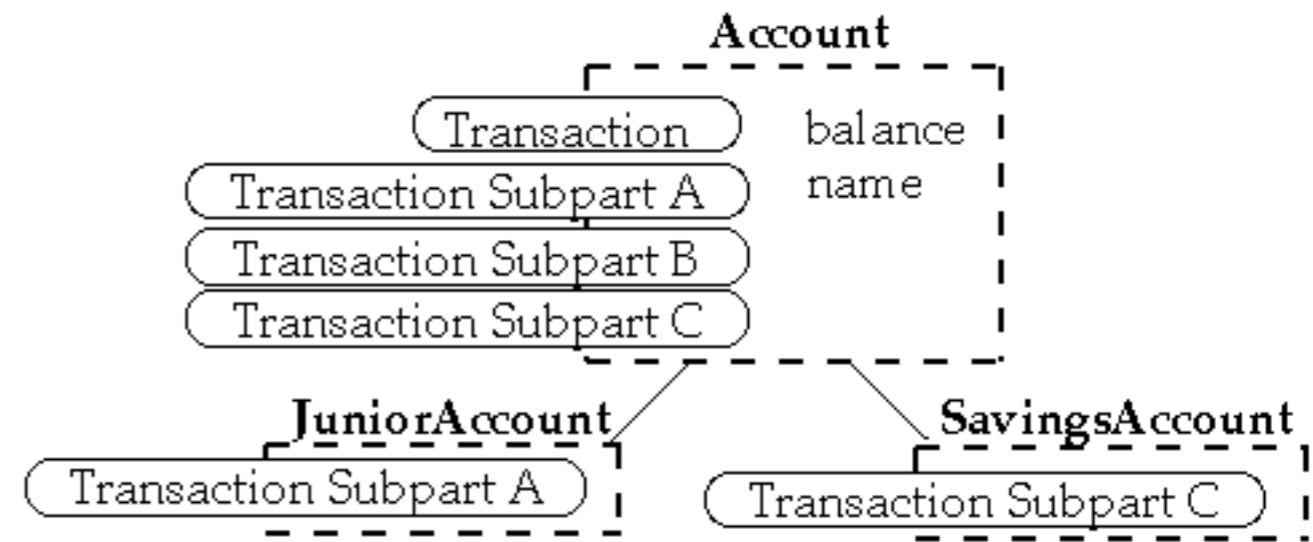 Account
Transaction
balance
Transaction Subpart A
name
Transaction Subpart B
Transaction Subpart C
JuniorAccount
SavingsAccount
Transaction Subpart A
Transaction Subpart C